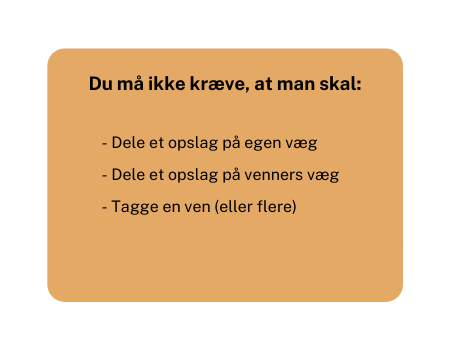 Du må ikke kræve, at man skal:
- Dele et opslag på egen væg
- Dele et opslag på venners væg
- Tagge en ven (eller flere)